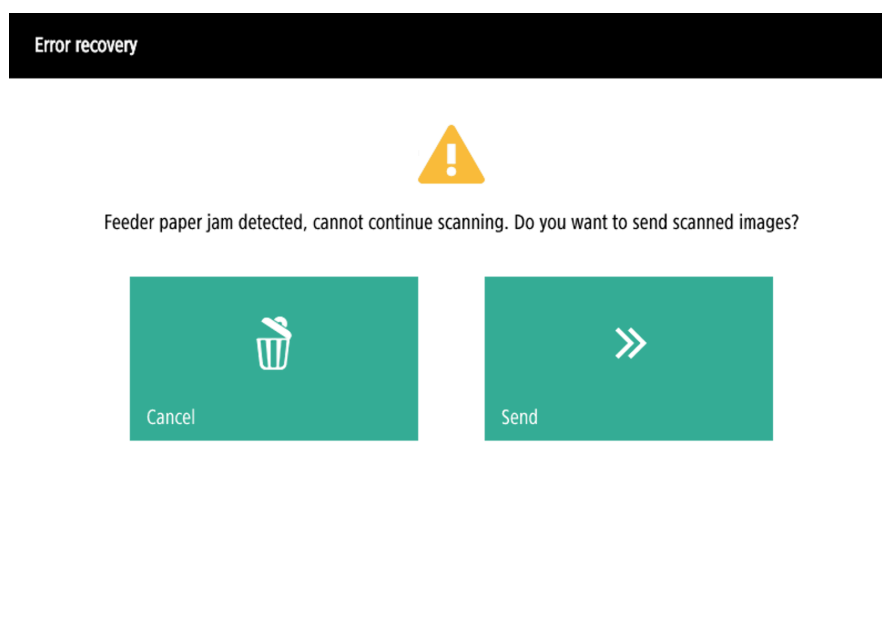 Error recovery
Feeder paper jam detected, cannot continue scanning. Do you want to send scanned images?
Cancel
Send